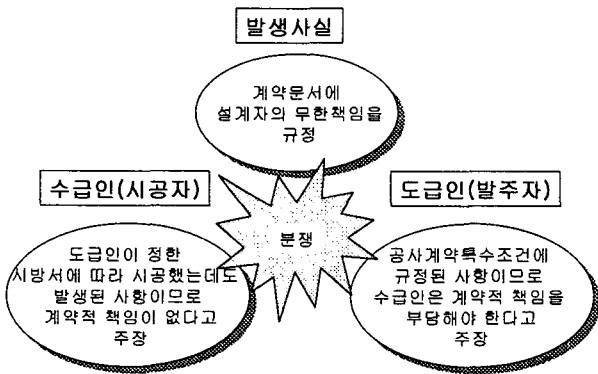 발생사실
계약문서에
설계자의 무한책임을
규정
수급인(시공자)
도급인(발주자)
분쟁
도급인이 정한
시방서에 따라 시공했는데도
발생된 사항이므로
계약적 책임이 없다고
주장
공사계약특수조건에
규정된 사항이므로
수급인은 계약적 책임을
부담해야 한다고
주장